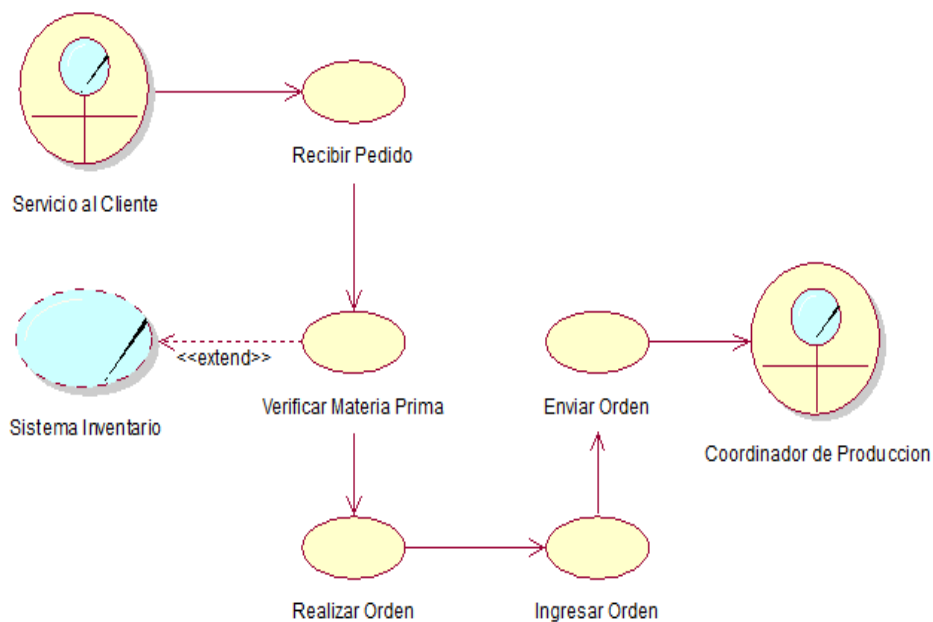 Recibir Pedido
Servicio al Cliente
<<extend>>
Sistema Inventario
Verificar Materia Prima
Enviar Orden
Coordinador de Produccion
Realizar Orden
Ingresar Orden